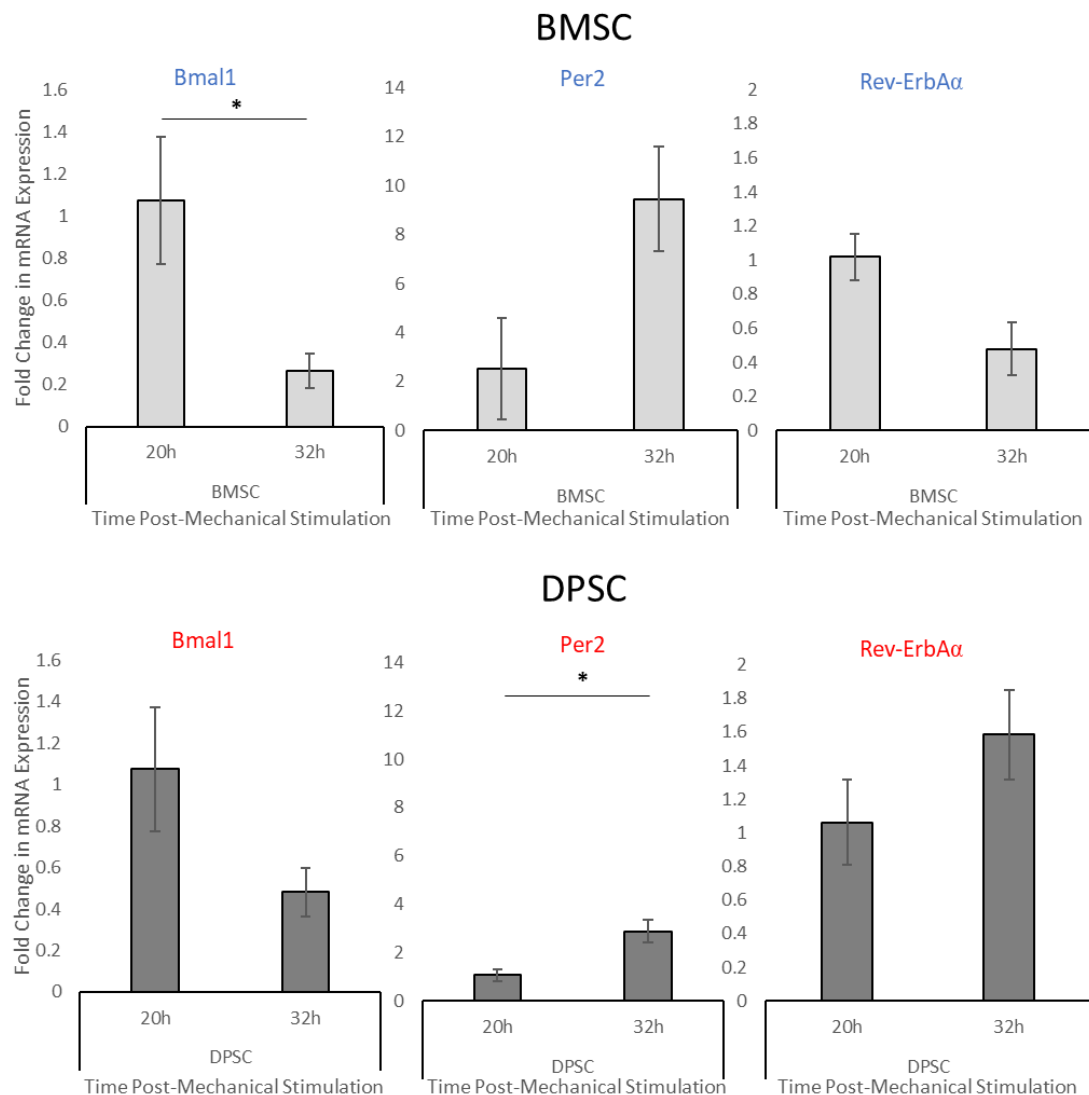 BMSC
Bmal1
Per2
Rev-ErbAα
Fold Change in mRNA Expression
1.6
1.4
1.2
1
0.8
0.6
0.4
0.2
0
*
20h
32h
BMSC
Time Post-Mechanical Stimulation
14
12
10
8
6
4
2
0
20h
32h
BMSC
Time Post-Mechanical Stimulation
2
1.8
1.6
1.4
1.2
1
0.8
0.6
0.4
0.2
0
20h
32h
BMSC
Time Post-Mechanical Stimulation
DPSC
Bmal1
Per2
Rev-ErbAα
Fold Change in mRNA Expression
1.6
1.4
1.2
1
0.8
0.6
0.4
0.2
0
20h
32h
DPSC
Time Post-Mechanical Stimulation
14
12
10
8
6
4
2
0
*
20h
32h
DPSC
Time Post-Mechanical Stimulation
2
1.8
1.6
1.4
1.2
1
0.8
0.6
0.4
0.2
0
20h
32h
DPSC
Time Post-Mechanical Stimulation